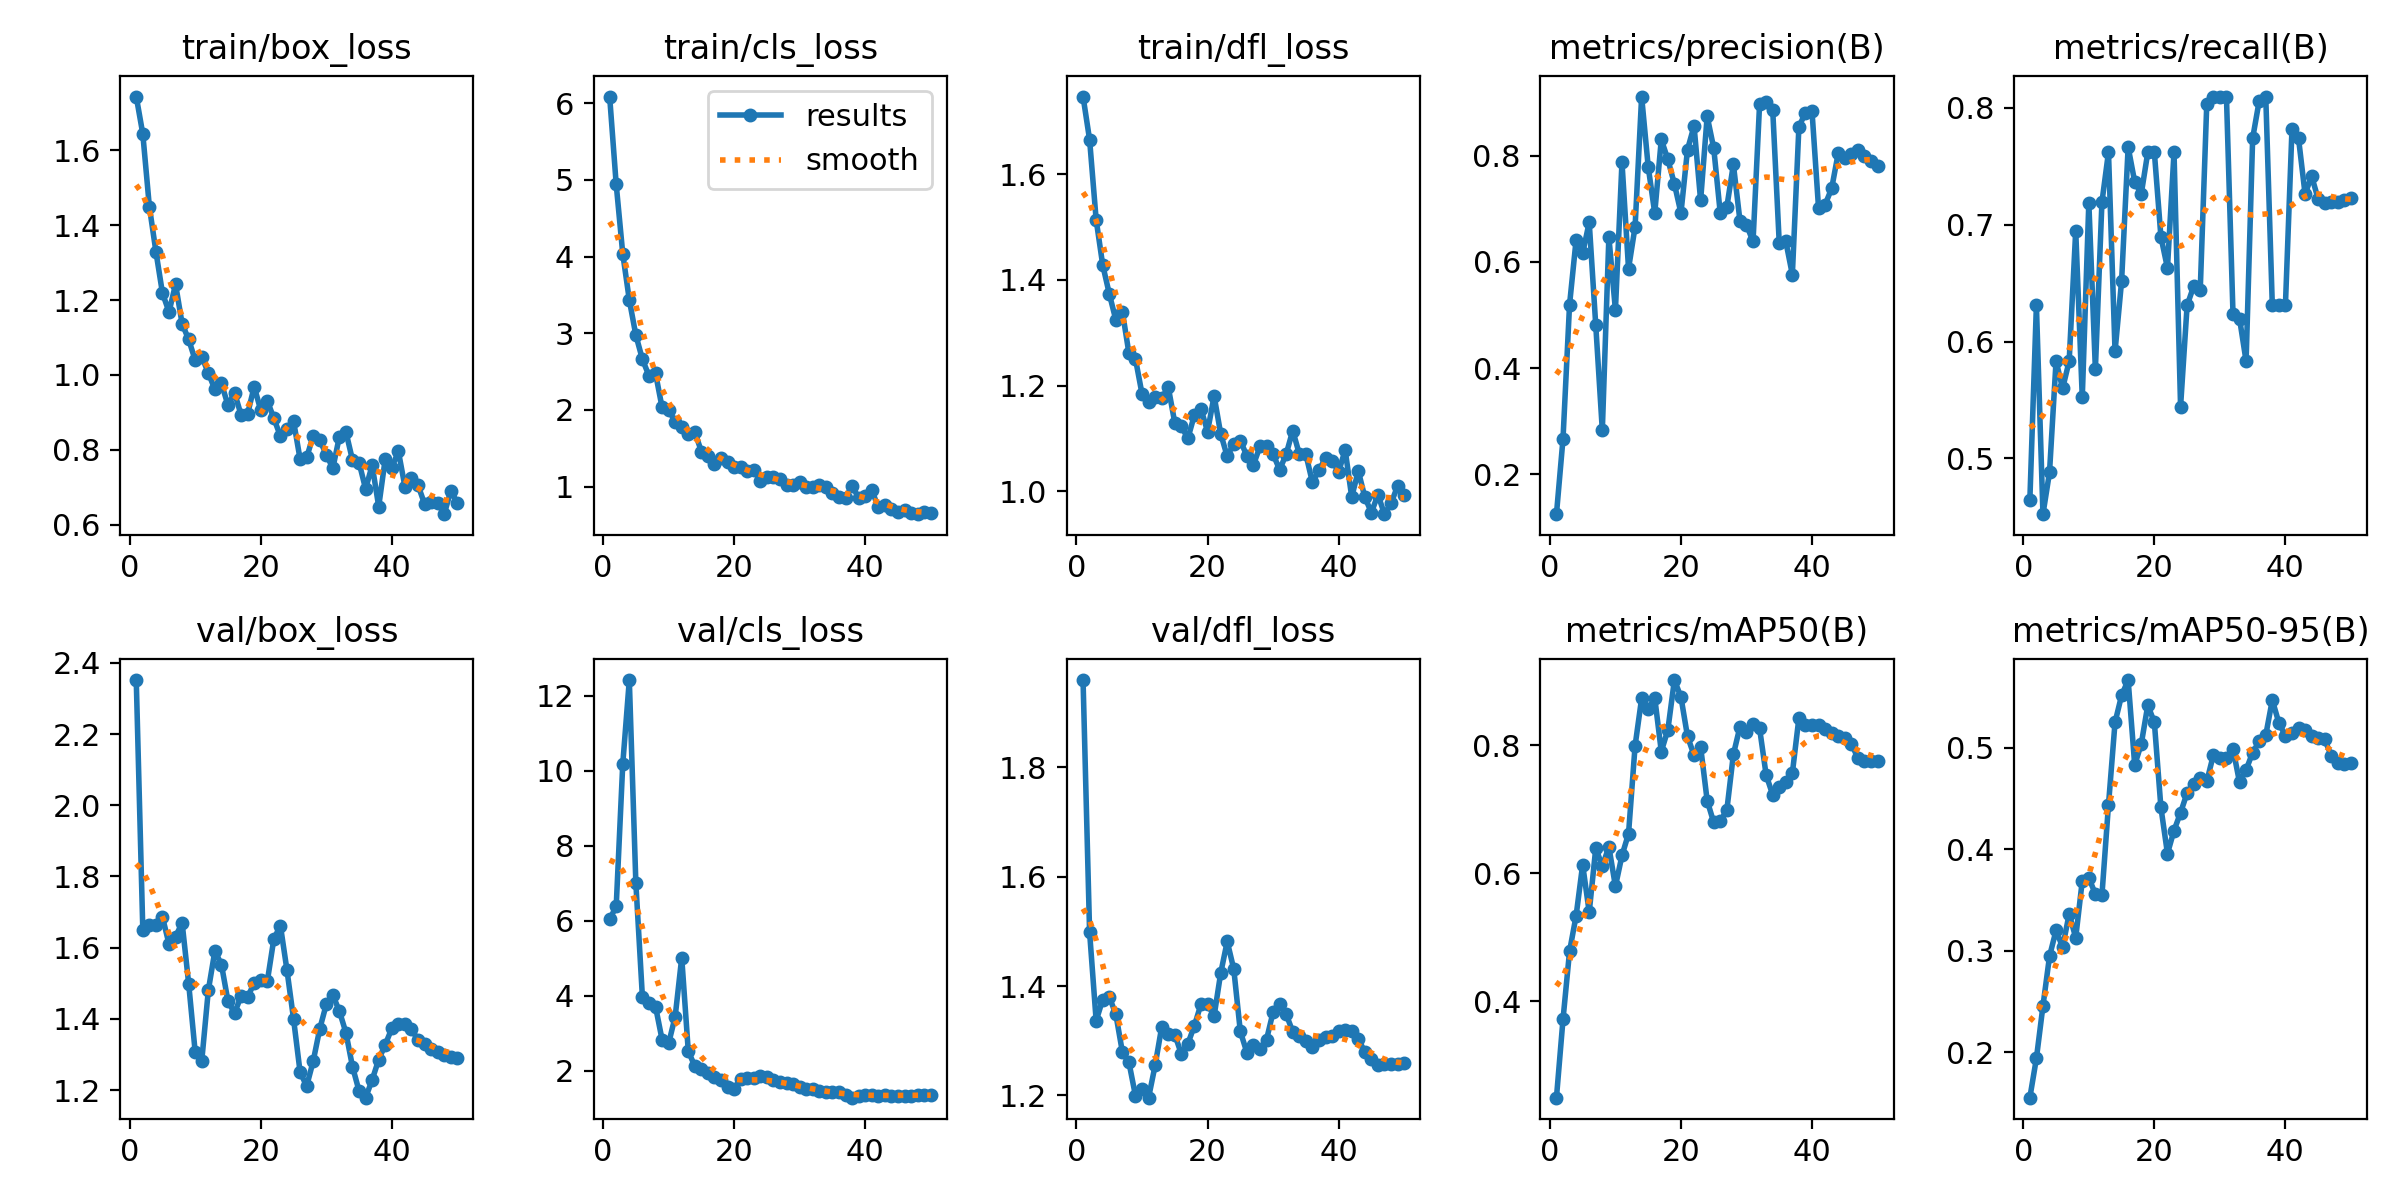 train/box_loss
train/cls_loss
train/dfl_loss
metrics/precision(B)
metrics/recall(B)
1.6
1.4
1.2
1.0
0.8
0.6
0 20 40
6
5
4
3
2
1
0 20 40
results
smooth
1.6
1.4
1.2
1.0
0 20 40
0.8
0.6
0.4
0.2
0 20 40
0.8
0.7
0.6
0.5
0 20 40
val/box_loss
val/cls_loss
val/dfl_loss
metrics/mAP50(B)
metrics/mAP50-95(B)
2.4
2.2
2.0
1.8
1.6
1.4
1.2
0 20 40
12
10
8
6
4
2
0 20 40
1.8
1.6
1.4
1.2
0 20 40
0.8
0.6
0.4
0 20 40
0.5
0.4
0.3
0.2
0 20 40